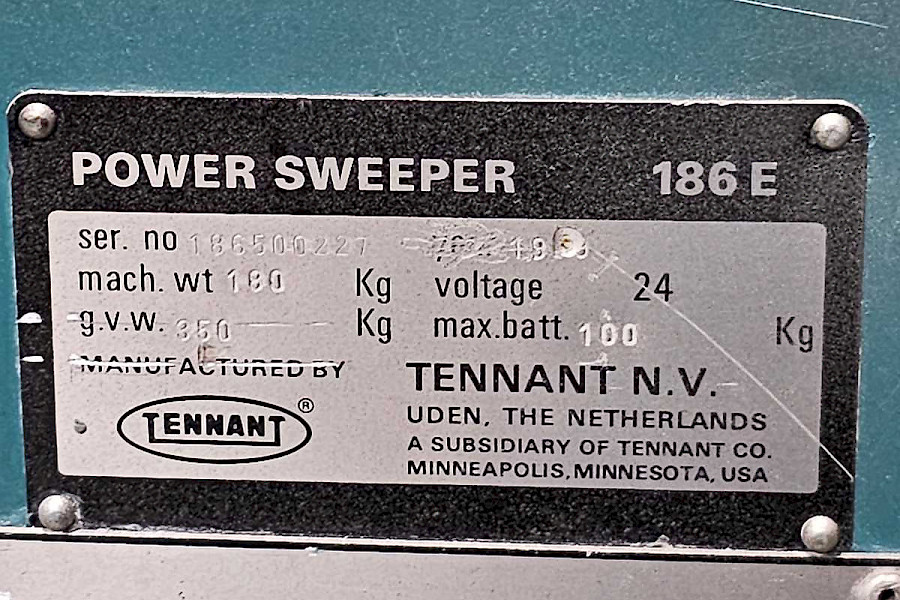 POWER SWEEPER 186 E
ser. no 186500227
mach. wt 180 Kg voltage 24
g.v.w. 350 Kg max.batt. 100 Kg
MANUFACTURED BY
TENNANT ®
TENNANT N.V.
UDEN, THE NETHERLANDS
A SUBSIDIARY OF TENNANT CO.
MINNEAPOLIS, MINNESOTA, USA